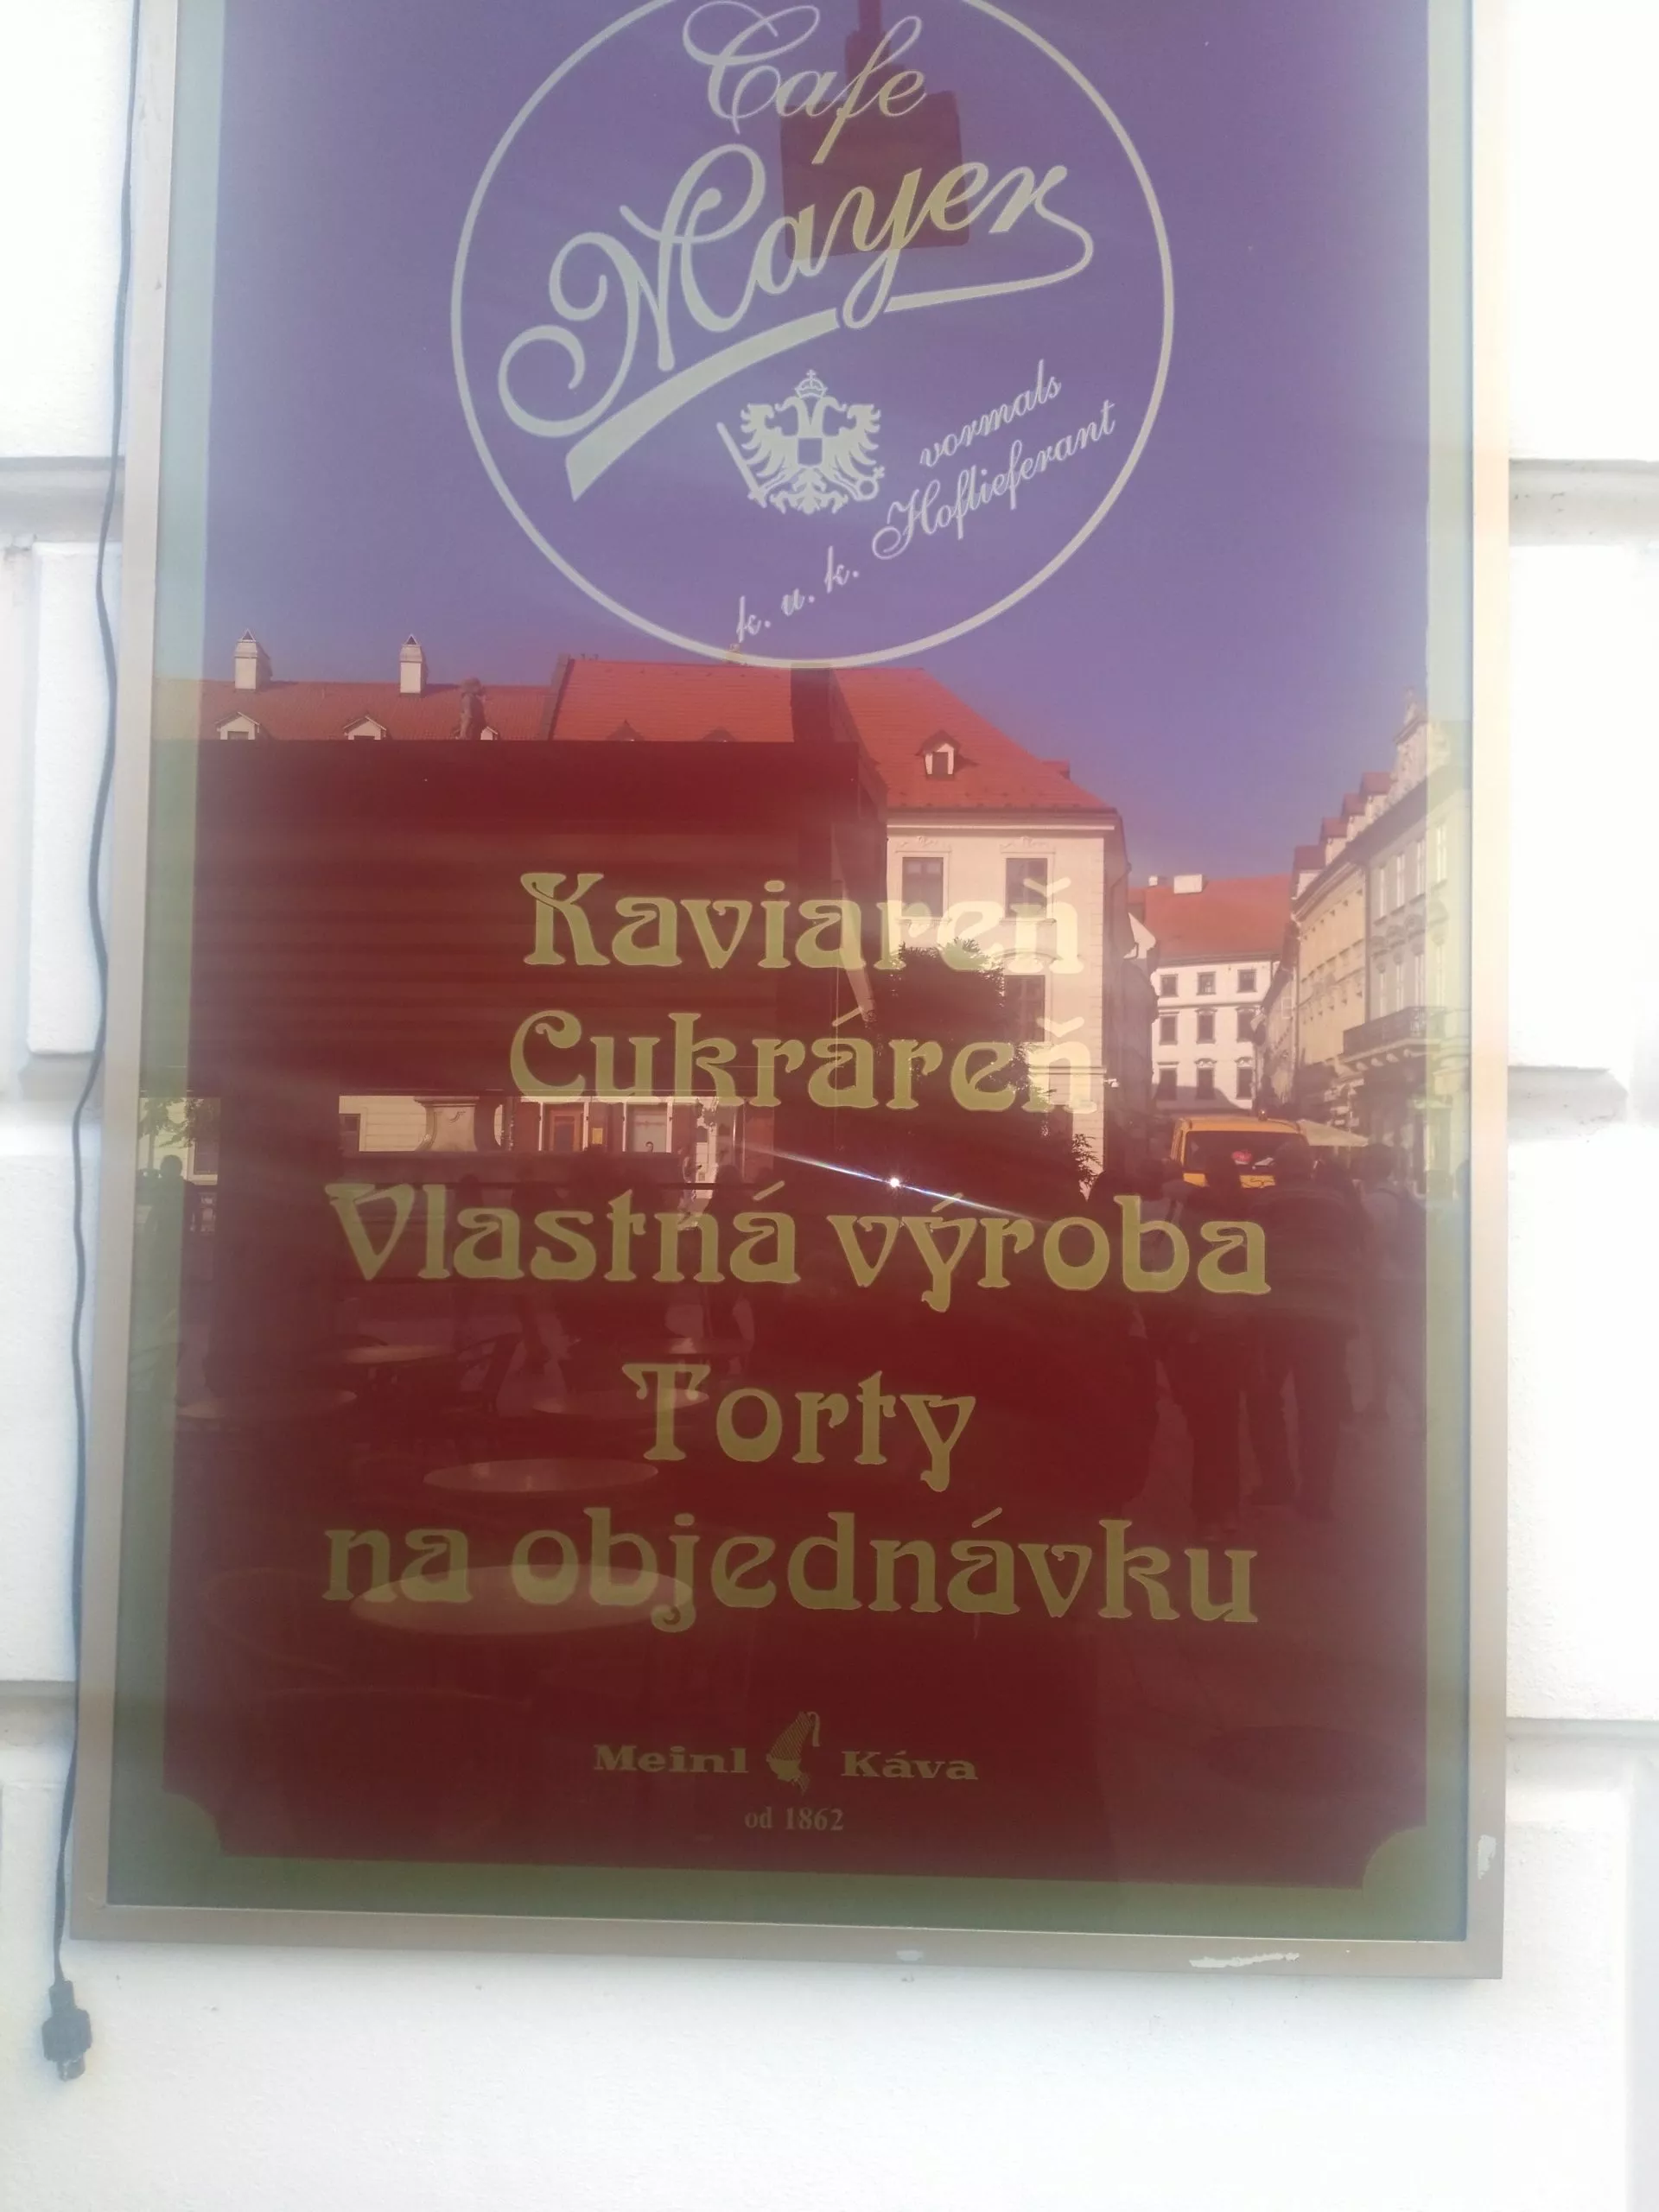 Cafe
Mayer
vormals
k. u. k. Hoflieferant
Kaviareň
Cukráreň
Vlastná výroba
Torty
na objednávku
Meinl Káva
od 1862